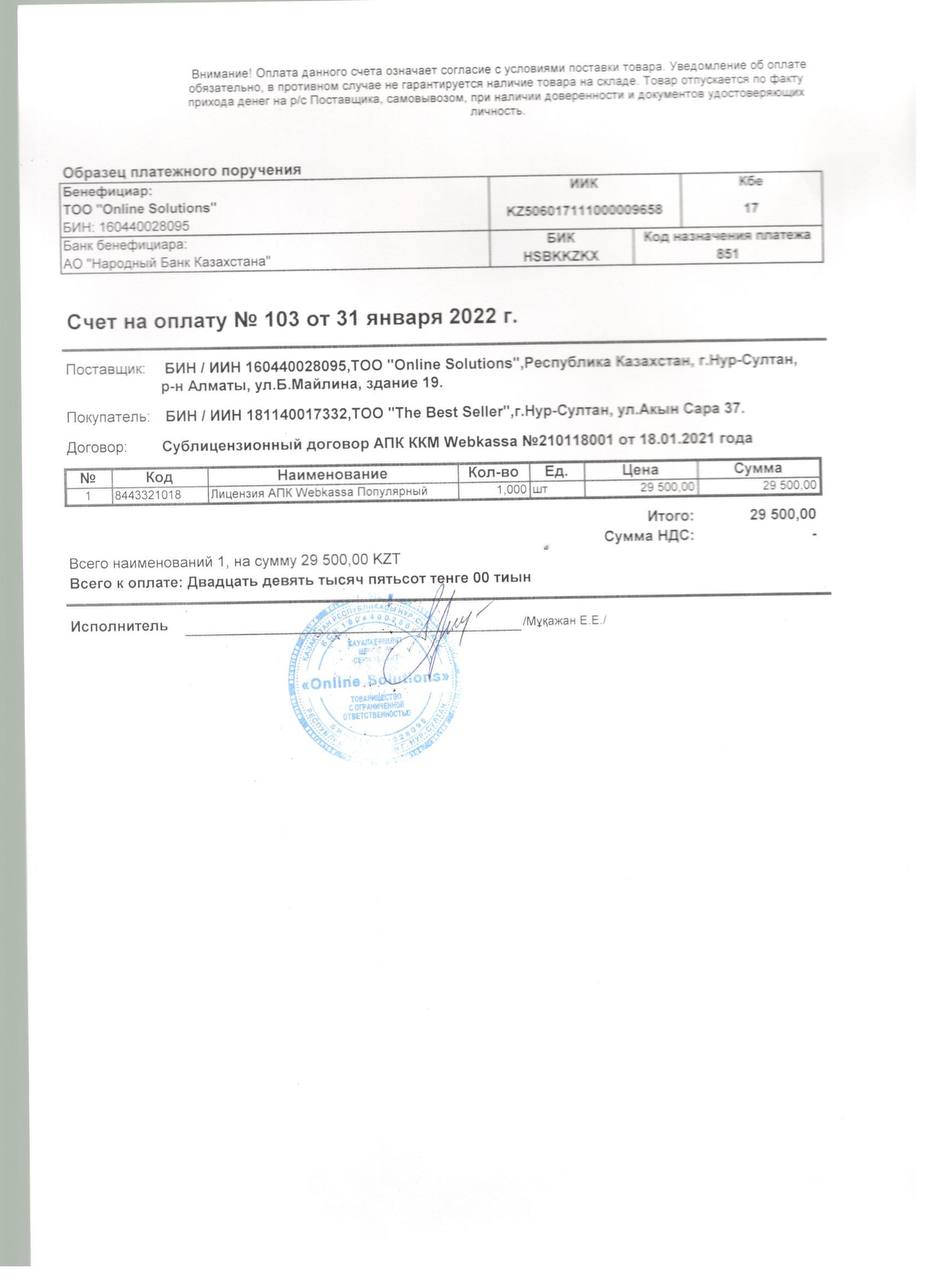 Внимание! Оплата данного счета означает согласие с условиями поставки товара. Уведомление об оплате
обязательно, в противном случае не гарантируется наличие товара на складе. Товар отпускается по факту
прихода денег на р/с Поставщика, самовывозом, при наличии доверенности и документов удостоверяющих
личность.
Образец платежного поручения
Бенефициар: ИИК Кбе
ТОО "Online Solutions" KZ506017111000009658 17
БИН: 160440028095
Банк бенефициара: БИК Код назначения платежа
АО "Народный Банк Казахстана" HSBKKZKX 851
Счет на оплату № 103 от 31 января 2022 г.
Поставщик: БИН / ИИН 160440028095,ТОО "Online Solutions",Республика Казахстан, г.Нур-Султан,
р-н Алматы, ул.Б.Майлина, здание 19.
Покупатель: БИН / ИИН 181140017332,ТОО "The Best Seller",г.Нур-Султан, ул.Акын Сара 37.
Договор: Сублицензионный договор АПК ККМ Webkassa №210118001 от 18.01.2021 года
№ Код Наименование Кол-во Ед. Цена Сумма
1 8443321018 Лицензия АПК Webkassa Популярный 1,000 шт 29 500,00 29 500,00
Итого: 29 500,00
Сумма НДС: -
Всего наименований 1, на сумму 29 500,00 KZT
Всего к оплате: Двадцать девять тысяч пятьсот тенге 00 тиын
Исполнитель /Мұқажан Е.Е./
«Online Solutions»
ТОВАРИЩЕСТВО
С ОГРАНИЧЕННОЙ
ОТВЕТСТВЕННОСТЬЮ